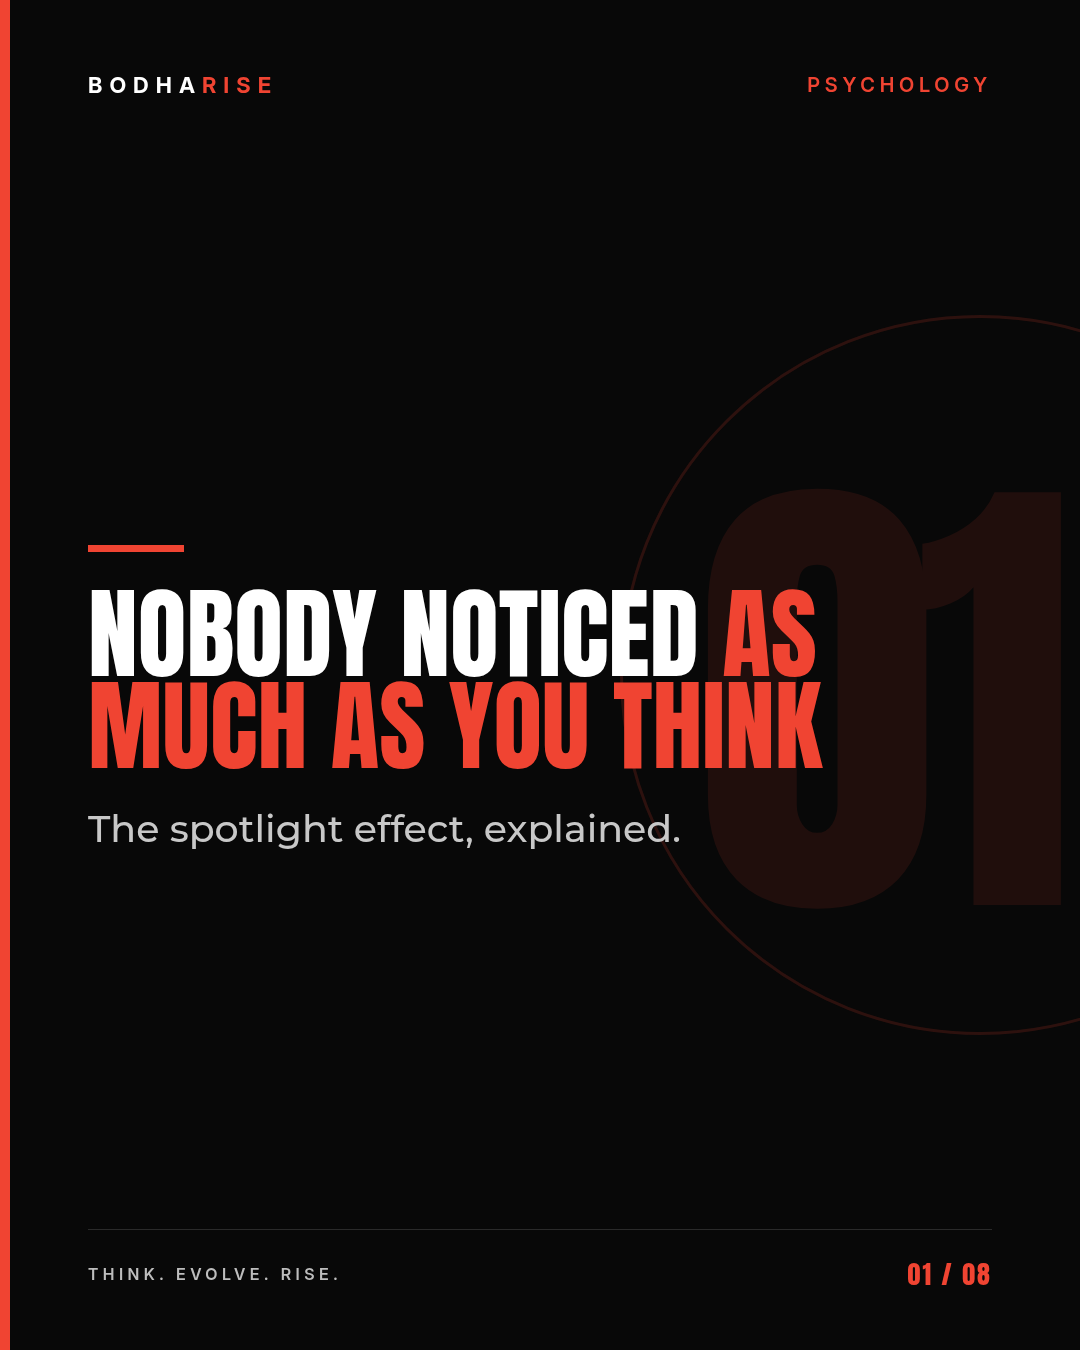 BODHARISE
PSYCHOLOGY
01
NOBODY NOTICED AS
MUCH AS YOU THINK
The spotlight effect, explained.
THINK. EVOLVE. RISE.
01 / 08